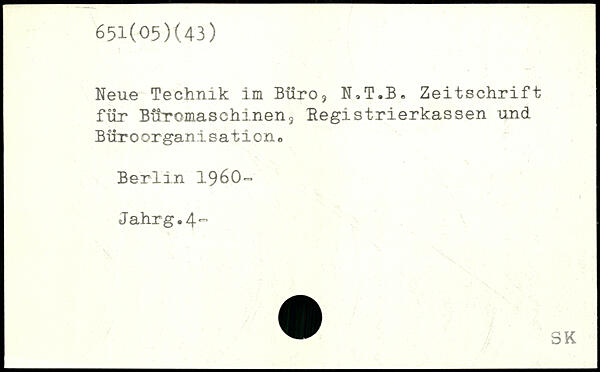 651(05)(43)
Neue Technik im Büro, N.T.B. Zeitschrift
für Büromaschinen, Registrierkassen und
Büroorganisation.
Berlin 1960-
Jahrg.4-
SK